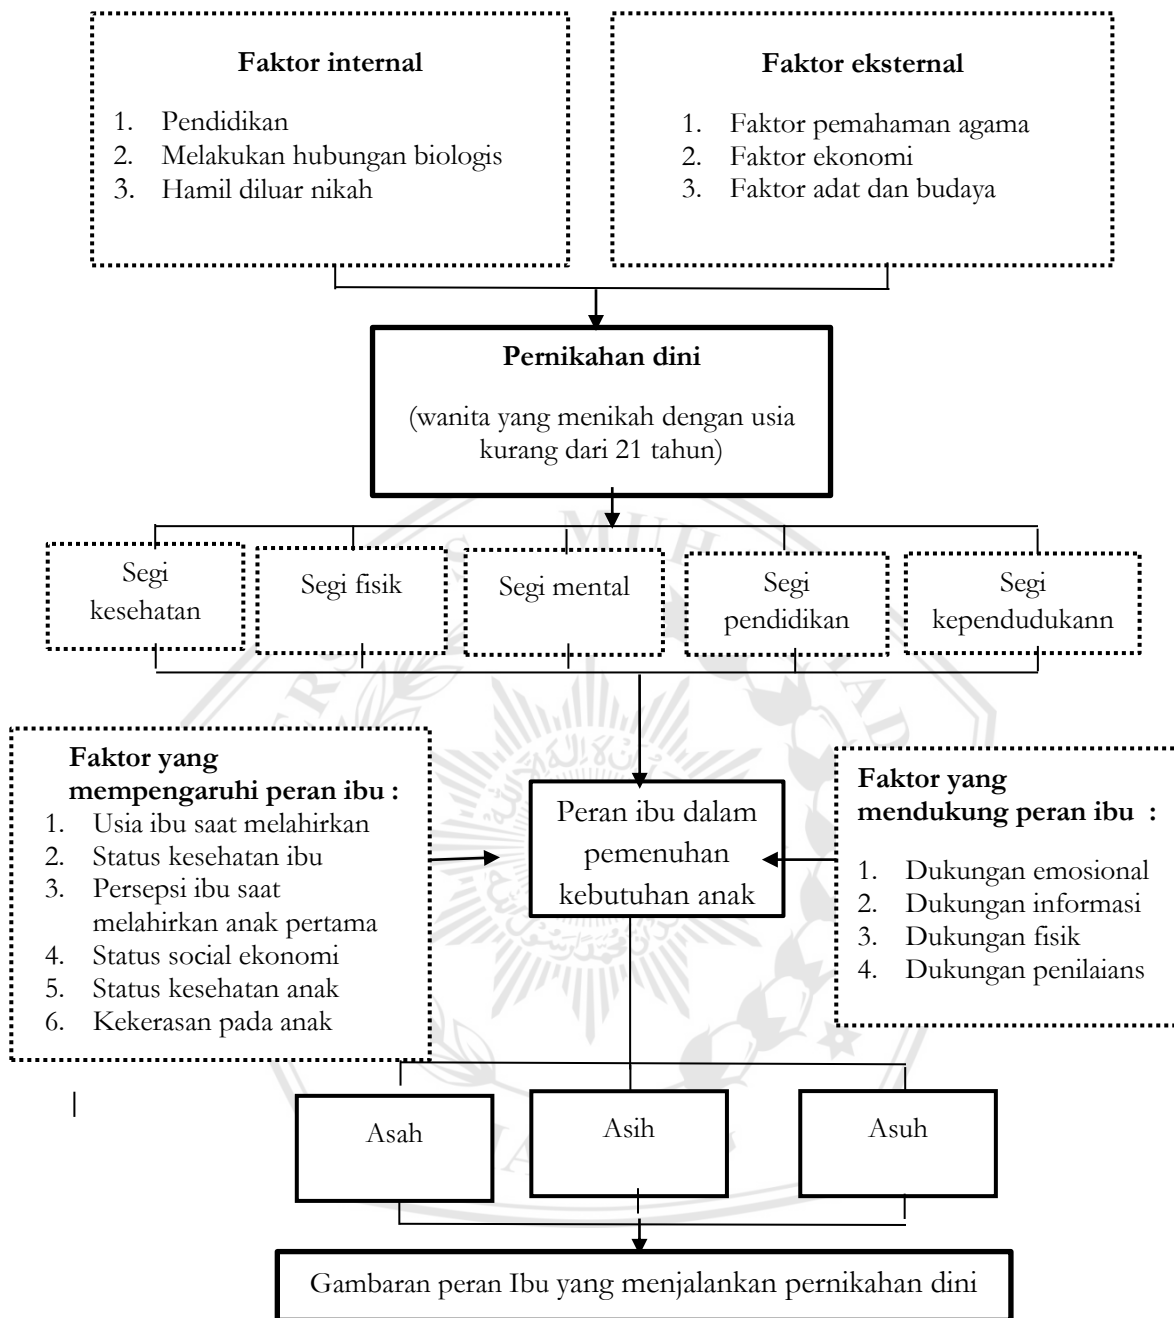 Faktor internal
1. Pendidikan
2. Melakukan hubungan biologis
3. Hamil diluar nikah
Faktor eksternal
1. Faktor pemahaman agama
2. Faktor ekonomi
3. Faktor adat dan budaya
Pernikahan dini
(wanita yang menikah dengan usia
kurang dari 21 tahun)
Segi
kesehatan
Segi fisik
Segi mental
Segi
pendidikan
Segi
kependudukann
Faktor yang
mempengaruhi peran ibu :
1. Usia ibu saat melahirkan
2. Status kesehatan ibu
3. Persepsi ibu saat
melahirkan anak pertama
4. Status social ekonomi
5. Status kesehatan anak
6. Kekerasan pada anak
Peran ibu dalam
pemenuhan
kebutuhan anak
Faktor yang
mendukung peran ibu :
1. Dukungan emosional
2. Dukungan informasi
3. Dukungan fisik
4. Dukungan penilaians
Asah
Asih
Asuh
Gambaran peran Ibu yang menjalankan pernikahan dini